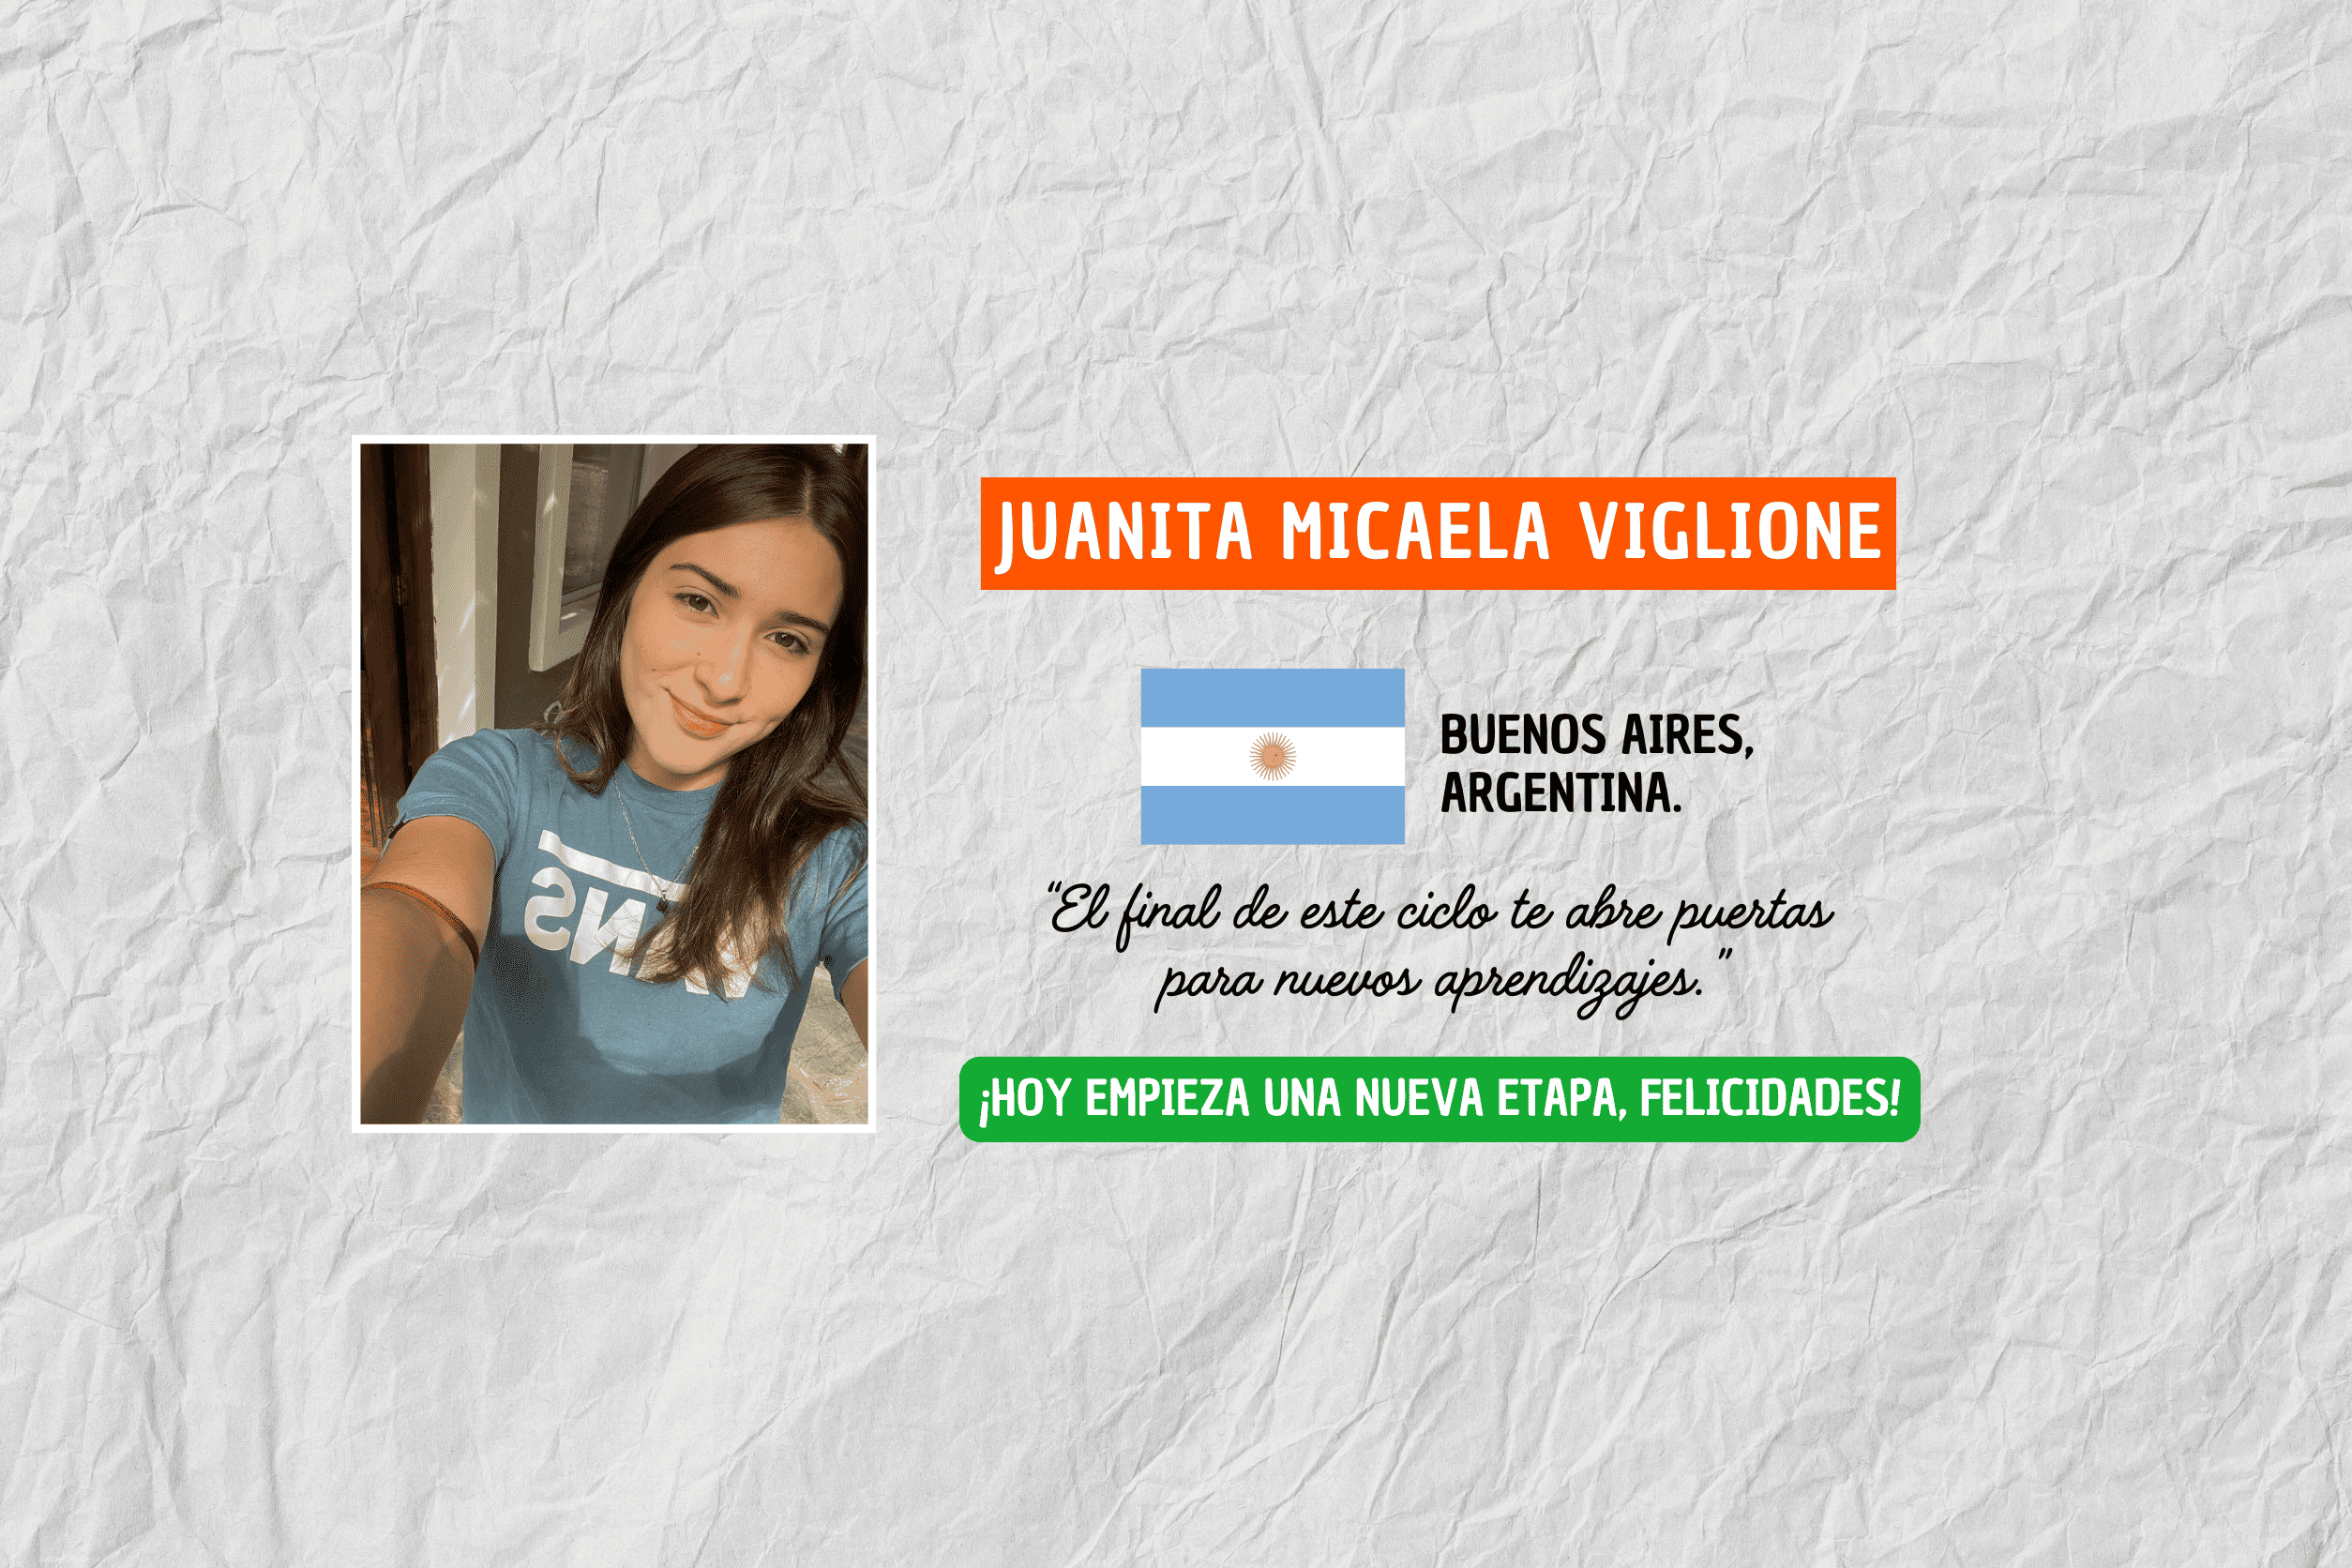 JUANITA MICAELA VIGLIONE
BUENOS AIRES,
ARGENTINA.
“El final de este ciclo te abre puertas
para nuevos aprendizajes.”
¡HOY EMPIEZA UNA NUEVA ETAPA, FELICIDADES!
VANS